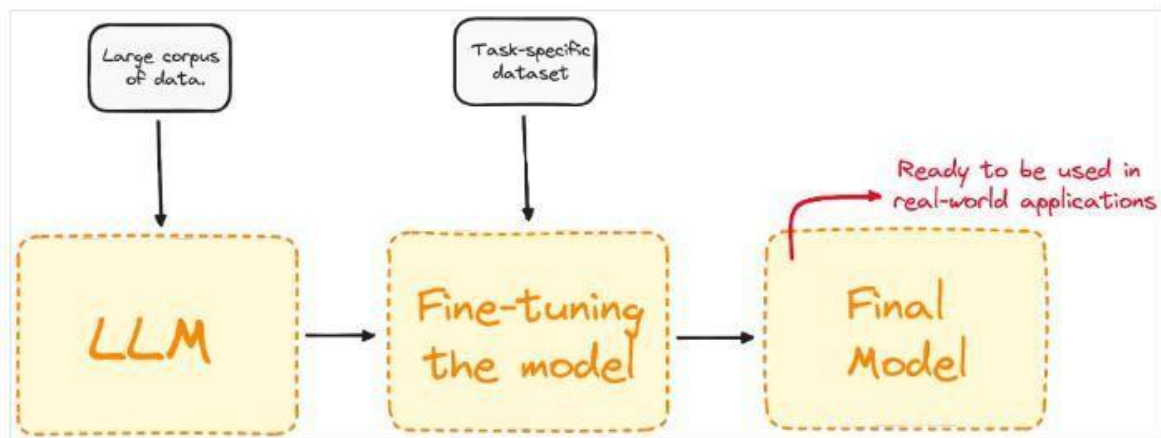 Large corpus
of data.
Task-specific
dataset
Ready to be used in
real-world applications
LLM
Fine-tuning
the model
Final
Model